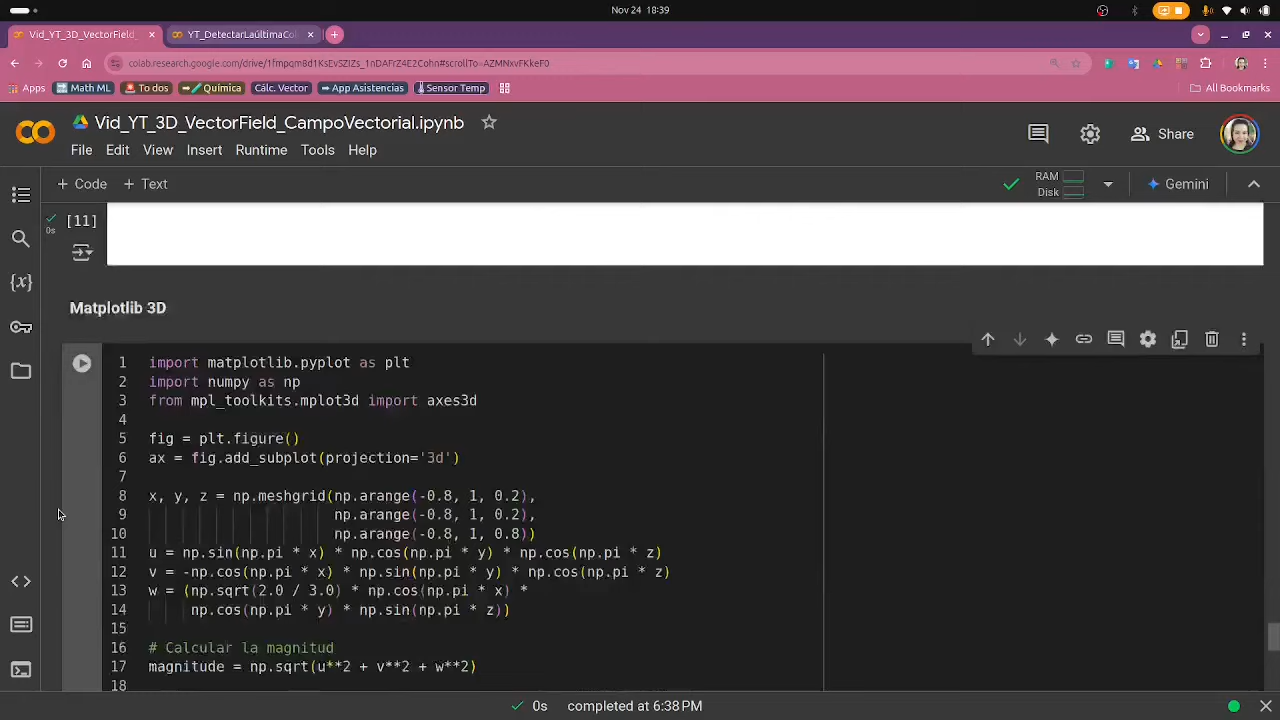 Nov 24 18:39
Vid_YT_3D_VectorField_
YT_DetectarLaúltimaCol
colab.research.google.com/drive/1fmpqm8d1KsEvSZIZs_1nDAFrZ4E2Cohn#scrollTo=AZMNxvFKkeF0
Apps
Math ML
To dos
Química
Cálc. Vector
App Asistencias
Sensor Temp
All Bookmarks
Vid_YT_3D_VectorField_CampoVectorial.ipynb
Share
File Edit View Insert Runtime Tools Help
+ Code + Text
RAM
Disk
Gemini
[11]
0s
{x}
Matplotlib 3D
1 import matplotlib.pyplot as plt
2 import numpy as np
3 from mpl_toolkits.mplot3d import axes3d
4
5 fig = plt.figure()
6 ax = fig.add_subplot(projection='3d')
7
8 x, y, z = np.meshgrid(np.arange(-0.8, 1, 0.2),
9 np.arange(-0.8, 1, 0.2),
10 np.arange(-0.8, 1, 0.8))
11 u = np.sin(np.pi * x) * np.cos(np.pi * y) * np.cos(np.pi * z)
12 v = -np.cos(np.pi * x) * np.sin(np.pi * y) * np.cos(np.pi * z)
13 w = (np.sqrt(2.0 / 3.0) * np.cos(np.pi * x) *
14 np.cos(np.pi * y) * np.sin(np.pi * z))
15
16 # Calcular la magnitud
17 magnitude = np.sqrt(u**2 + v**2 + w**2)
18
0s completed at 6:38 PM